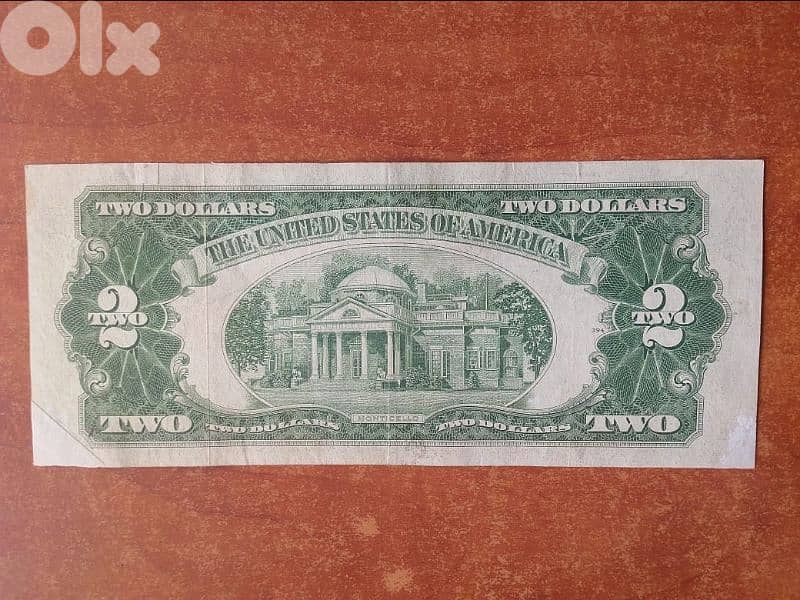 Olx
TWO DOLLARS TWO DOLLARS
THE UNITED STATES OF AMERICA
2 2
TWO TWO
MONTICELLO
TWO TWO DOLLARS TWO DOLLARS TWO